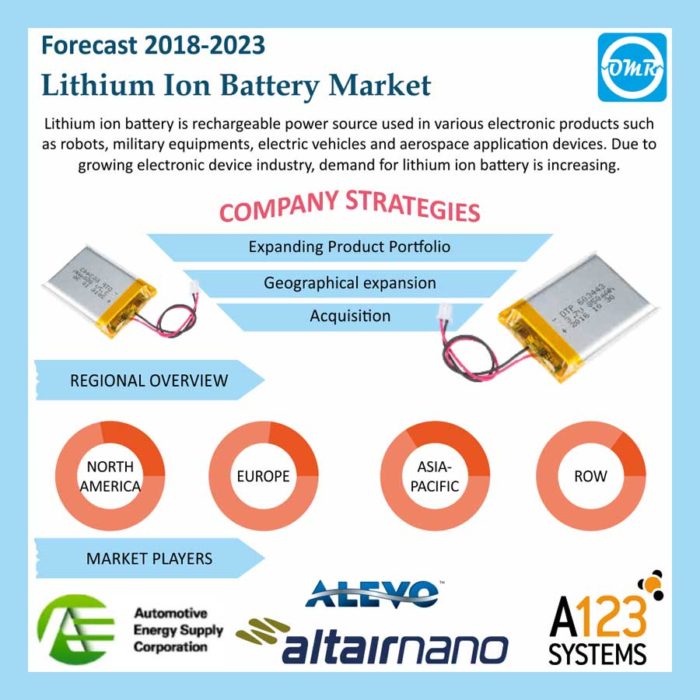 Forecast 2018-2023
Lithium Ion Battery Market
OMR
Lithium ion battery is rechargeable power source used in various electronic products such
as robots, military equipments, electric vehicles and aerospace application devices. Due to
growing electronic device industry, demand for lithium ion battery is increasing.
COMPANY STRATEGIES
Expanding Product Portfolio
Geographical expansion
Acquisition
DTP 603443
REGIONAL OVERVIEW
NORTH
AMERICA
EUROPE
ASIA-
PACIFIC
ROW
MARKET PLAYERS
Automotive
Energy Supply
Corporation
ALEVO™
altairnano
A123
SYSTEMS